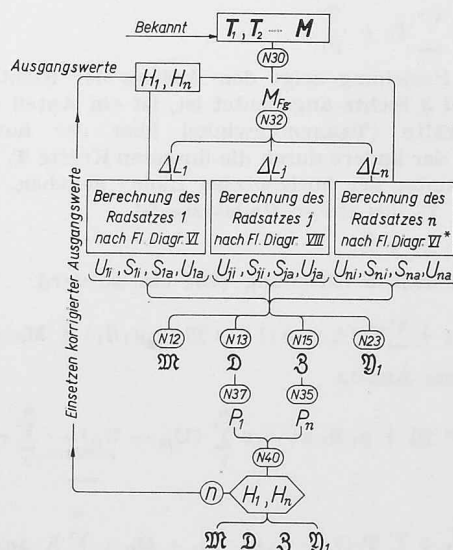 Bekannt
T₁, T₂ ---- M
N30
Ausgangswerte
H₁, Hₙ
M_Fg
N32
ΔL₁ ΔLⱼ ΔLₙ
Berechnung des Berechnung des Berechnung des
Radsatzes 1 Radsatzes j Radsatzes n
nach Fl. Diagr. VI nach Fl. Diagr. VIII nach Fl. Diagr. VI*
U1i, S1i, S1a, U1a, Uji, Sji, Sja, Uja, Uni, Sni, Sna, Una
N12 N13 N15 N23
𝔐 𝔇 ℨ 𝔜₁
N37 N35
P₁ Pₙ
N40
n H₁, Hₙ
𝔐 𝔇 ℨ 𝔜₁
Einsetzen korrigierter Ausgangswerte